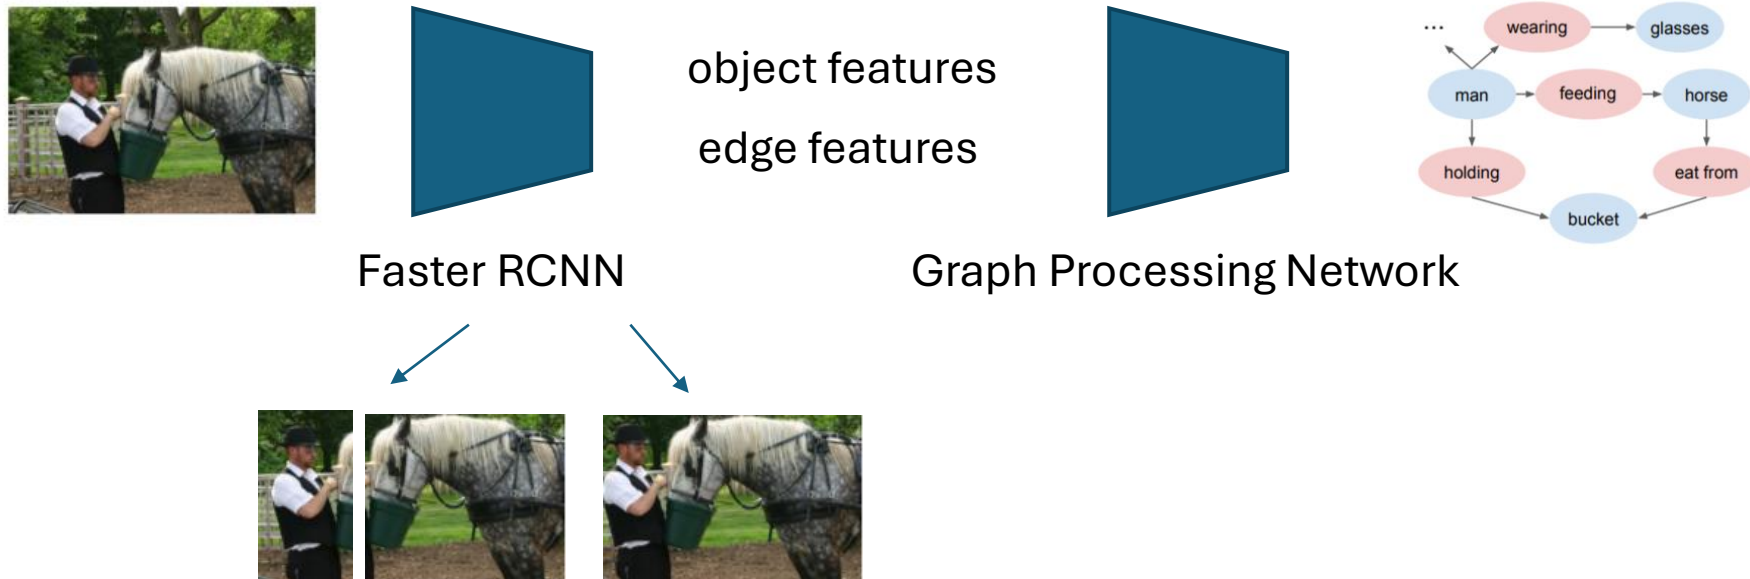 object features
edge features
Faster RCNN
Graph Processing Network
...
wearing
glasses
man
feeding
horse
holding
eat from
bucket